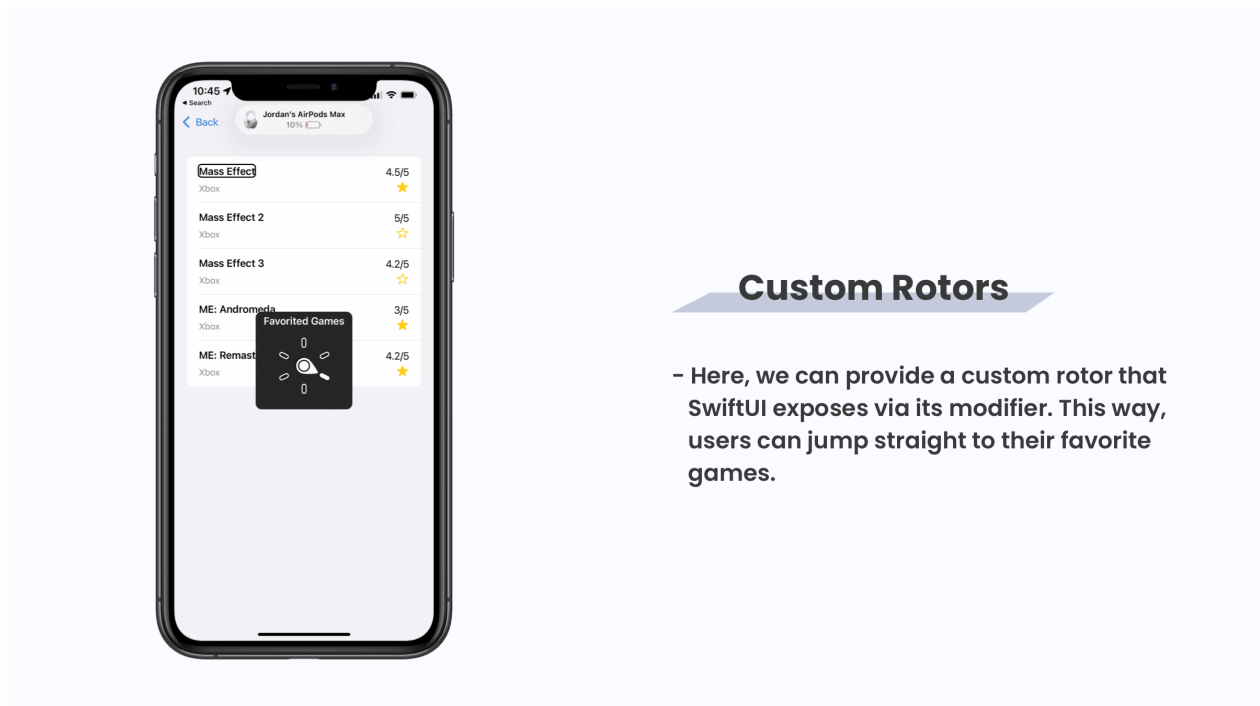 10:45
Search
Back
Jordan's AirPods Max
10%
Mass Effect
4.5/5
Xbox
Mass Effect 2
5/5
Xbox
Mass Effect 3
4.2/5
Xbox
ME: Andromeda
3/5
Xbox
Favorited Games
ME: Remast
4.2/5
Xbox
Custom Rotors
- Here, we can provide a custom rotor that
SwiftUI exposes via its modifier. This way,
users can jump straight to their favorite
games.